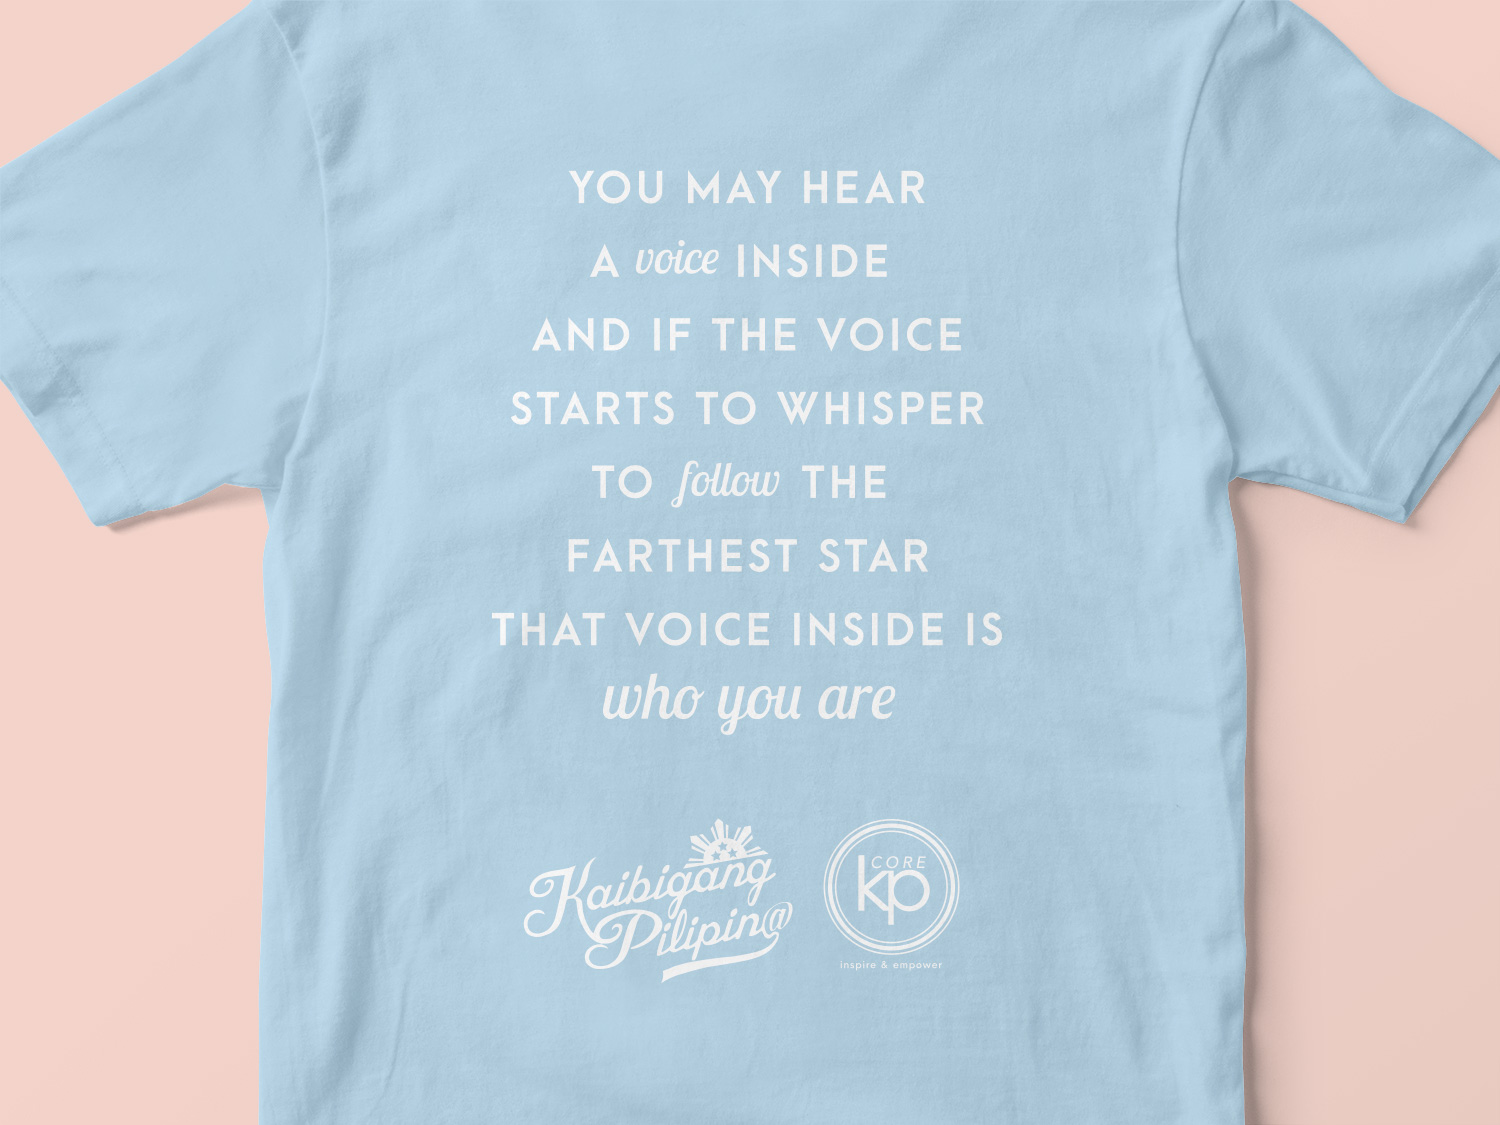 YOU MAY HEAR
A voice INSIDE
AND IF THE VOICE
STARTS TO WHISPER
TO follow THE
FARTHEST STAR
THAT VOICE INSIDE IS
who you are
Kaibigang
Pilipin@
CORE
kp
inspire & empower